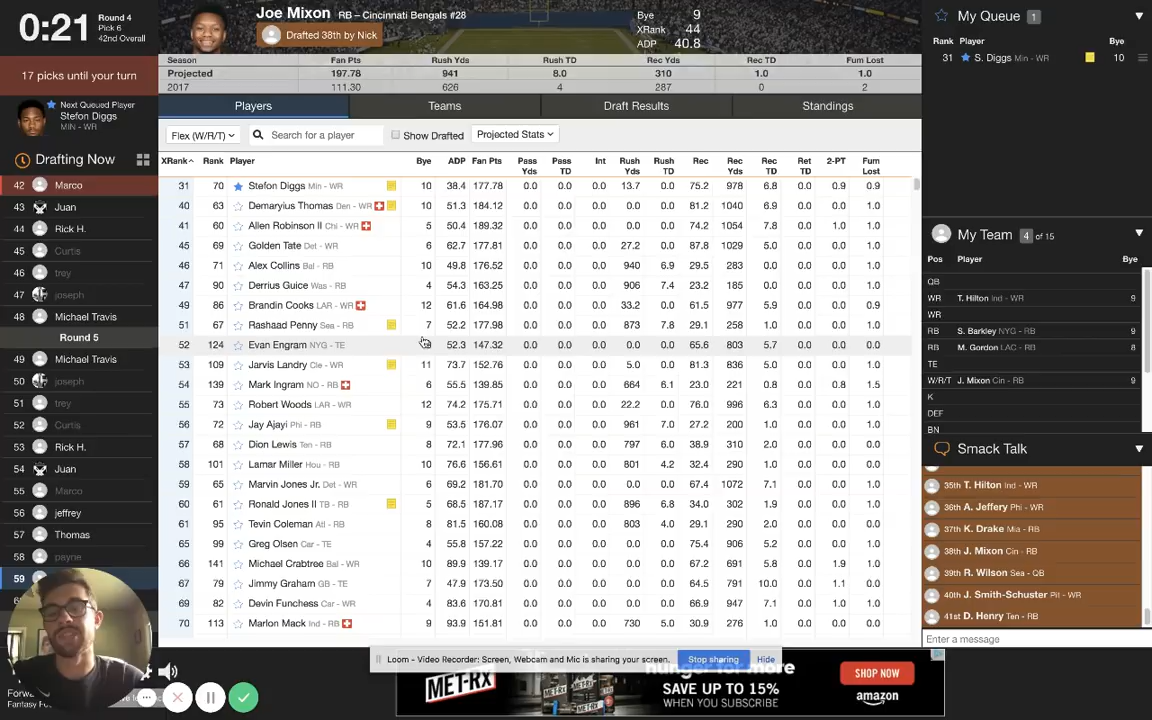 0:21
Round 4
Pick 6
42nd Overall
17 picks until your turn
Next Queued Player
Stefon Diggs
MIN - WR
Drafting Now
42 Marco
43 Juan
44 Rick H.
45 Curtis
46 trey
47 joseph
48 Michael Travis
Round 5
49 Michael Travis
50 joseph
51 trey
52 Curtis
53 Rick H.
54 Juan
55 Marco
56 jeffrey
57 Thomas
58 payne
59
Joe Mixon RB – Cincinnati Bengals #28
Drafted 38th by Nick
Bye 9
XRank 44
ADP 40.8
Season Fan Pts Rush Yds Rush TD Rec Yds Rec TD Fum Lost
Projected 197.78 941 8.0 310 1.0 1.0
2017 111.30 626 4 287 0 2
Players Teams Draft Results Standings
Flex (W/R/T) Search for a player Show Drafted Projected Stats
XRank Rank Player Bye ADP Fan Pts Pass Yds Pass TD Int Rush Yds Rush TD Rec Rec Yds Rec TD Ret TD 2-PT Fum Lost
31 70 Stefon Diggs Min - WR 10 38.4 177.78 0.0 0.0 0.0 13.7 0.0 75.2 978 6.8 0.0 0.9 0.9
40 63 Demaryius Thomas Den - WR 10 51.3 184.12 0.0 0.0 0.0 0.0 0.0 81.2 1040 6.9 0.0 0.0 1.0
41 60 Allen Robinson II Chi - WR 5 50.4 189.32 0.0 0.0 0.0 0.0 0.0 74.2 1054 7.8 0.0 1.0 0.0
45 69 Golden Tate Det - WR 6 62.7 177.81 0.0 0.0 0.0 27.2 0.0 87.8 1029 5.0 0.0 0.0 1.0
46 71 Alex Collins Bal - RB 10 49.8 176.52 0.0 0.0 0.0 940 6.9 29.5 283 0.0 0.0 0.0 1.0
47 90 Derrius Guice Was - RB 4 54.3 163.25 0.0 0.0 0.0 906 7.4 23.2 185 0.0 0.0 0.0 1.0
49 86 Brandin Cooks LAR - WR 12 61.6 164.98 0.0 0.0 0.0 33.2 0.0 61.5 977 5.9 0.0 0.0 0.9
51 67 Rashaad Penny Sea - RB 7 52.2 177.98 0.0 0.0 0.0 873 7.8 29.1 258 1.0 0.0 0.0 1.0
52 124 Evan Engram NYG - TE 52.3 147.32 0.0 0.0 0.0 0.0 0.0 65.6 803 5.7 0.0 0.0 0.0
53 109 Jarvis Landry Cle - WR 11 73.7 152.76 0.0 0.0 0.0 5.0 0.0 81.3 836 5.0 0.0 0.0 1.0
54 139 Mark Ingram NO - RB 6 55.5 139.85 0.0 0.0 0.0 664 6.1 23.0 221 0.8 0.0 0.8 1.5
55 73 Robert Woods LAR - WR 12 74.2 175.71 0.0 0.0 0.0 22.2 0.0 76.0 996 6.3 0.0 0.0 1.0
56 72 Jay Ajayi Phi - RB 9 53.5 176.07 0.0 0.0 0.0 961 7.0 27.2 200 1.0 0.0 0.0 1.0
57 68 Dion Lewis Ten - RB 8 72.1 177.96 0.0 0.0 0.0 797 6.0 38.9 310 2.0 0.0 0.0 1.0
58 101 Lamar Miller Hou - RB 10 76.6 156.61 0.0 0.0 0.0 801 4.2 32.4 290 1.0 0.0 0.0 1.0
59 65 Marvin Jones Jr. Det - WR 6 69.2 181.70 0.0 0.0 0.0 0.0 0.0 67.4 1072 7.1 0.0 0.0 1.0
60 61 Ronald Jones II TB - RB 5 68.5 187.17 0.0 0.0 0.0 896 6.8 34.0 302 1.9 0.0 0.0 1.0
61 95 Tevin Coleman Atl - RB 8 81.5 160.08 0.0 0.0 0.0 803 4.0 29.1 290 2.0 0.0 0.0 0.0
65 99 Greg Olsen Car - TE 4 55.8 157.22 0.0 0.0 0.0 0.0 0.0 75.4 906 5.2 0.0 0.0 1.0
66 141 Michael Crabtree Bal - WR 10 89.9 139.17 0.0 0.0 0.0 0.0 0.0 67.2 691 5.8 0.0 1.9 0.0
67 79 Jimmy Graham GB - TE 7 47.9 173.50 0.0 0.0 0.0 0.0 0.0 64.5 791 10.0 0.0 1.1 0.0
69 82 Devin Funchess Car - WR 4 83.6 170.81 0.0 0.0 0.0 0.0 0.0 66.9 947 7.1 0.0 1.0 0.0
70 113 Marlon Mack Ind - RB 9 93.9 151.81 0.0 0.0 0.0 730 5.0 30.9 276 1.0 0.0 0.0 1.0
My Queue 1
Rank Player Bye
31 S. Diggs Min - WR 10
My Team 4 of 15
Pos Player Bye
QB
WR T. Hilton Ind - WR 9
WR
RB S. Barkley NYG - RB 9
RB M. Gordon LAC - RB 8
TE
W/R/T J. Mixon Cin - RB 9
K
DEF
BN
Smack Talk
35th T. Hilton Ind - WR
36th A. Jeffery Phi - WR
37th K. Drake Mia - RB
38th J. Mixon Cin - RB
39th R. Wilson Sea - QB
40th J. Smith-Schuster Pit - WR
41st D. Henry Ten - RB
Enter a message
Loom – Video Recorder: Screen, Webcam and Mic is sharing your screen. Stop sharing Hide
MET-RX
hunger for more
SAVE UP TO 15%
WHEN YOU SUBSCRIBE
SHOP NOW
amazon